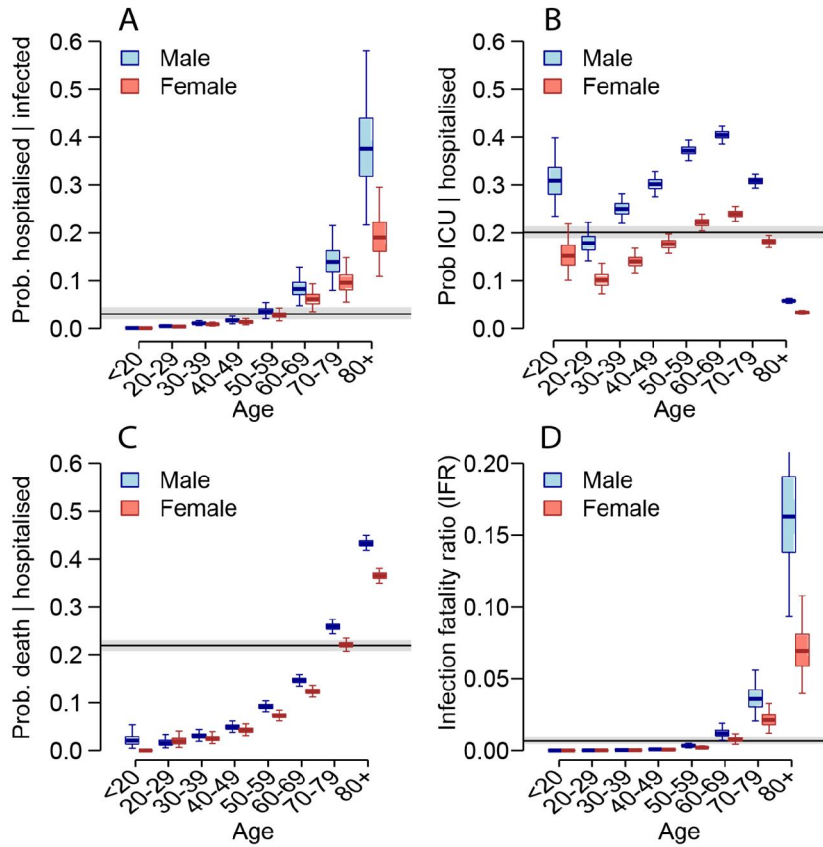 A
Prob. hospitalised | infected
0.6
0.5
0.4
0.3
0.2
0.1
0.0
Male
Female
<20
20-29
30-39
40-49
50-59
60-69
70-79
80+
Age
B
Prob ICU | hospitalised
0.6
0.5
0.4
0.3
0.2
0.1
0.0
Male
Female
<20
20-29
30-39
40-49
50-59
60-69
70-79
80+
Age
C
Prob. death | hospitalised
0.6
0.5
0.4
0.3
0.2
0.1
0.0
Male
Female
<20
20-29
30-39
40-49
50-59
60-69
70-79
80+
Age
D
Infection fatality ratio (IFR)
0.20
0.15
0.10
0.05
0.00
Male
Female
<20
20-29
30-39
40-49
50-59
60-69
70-79
80+
Age